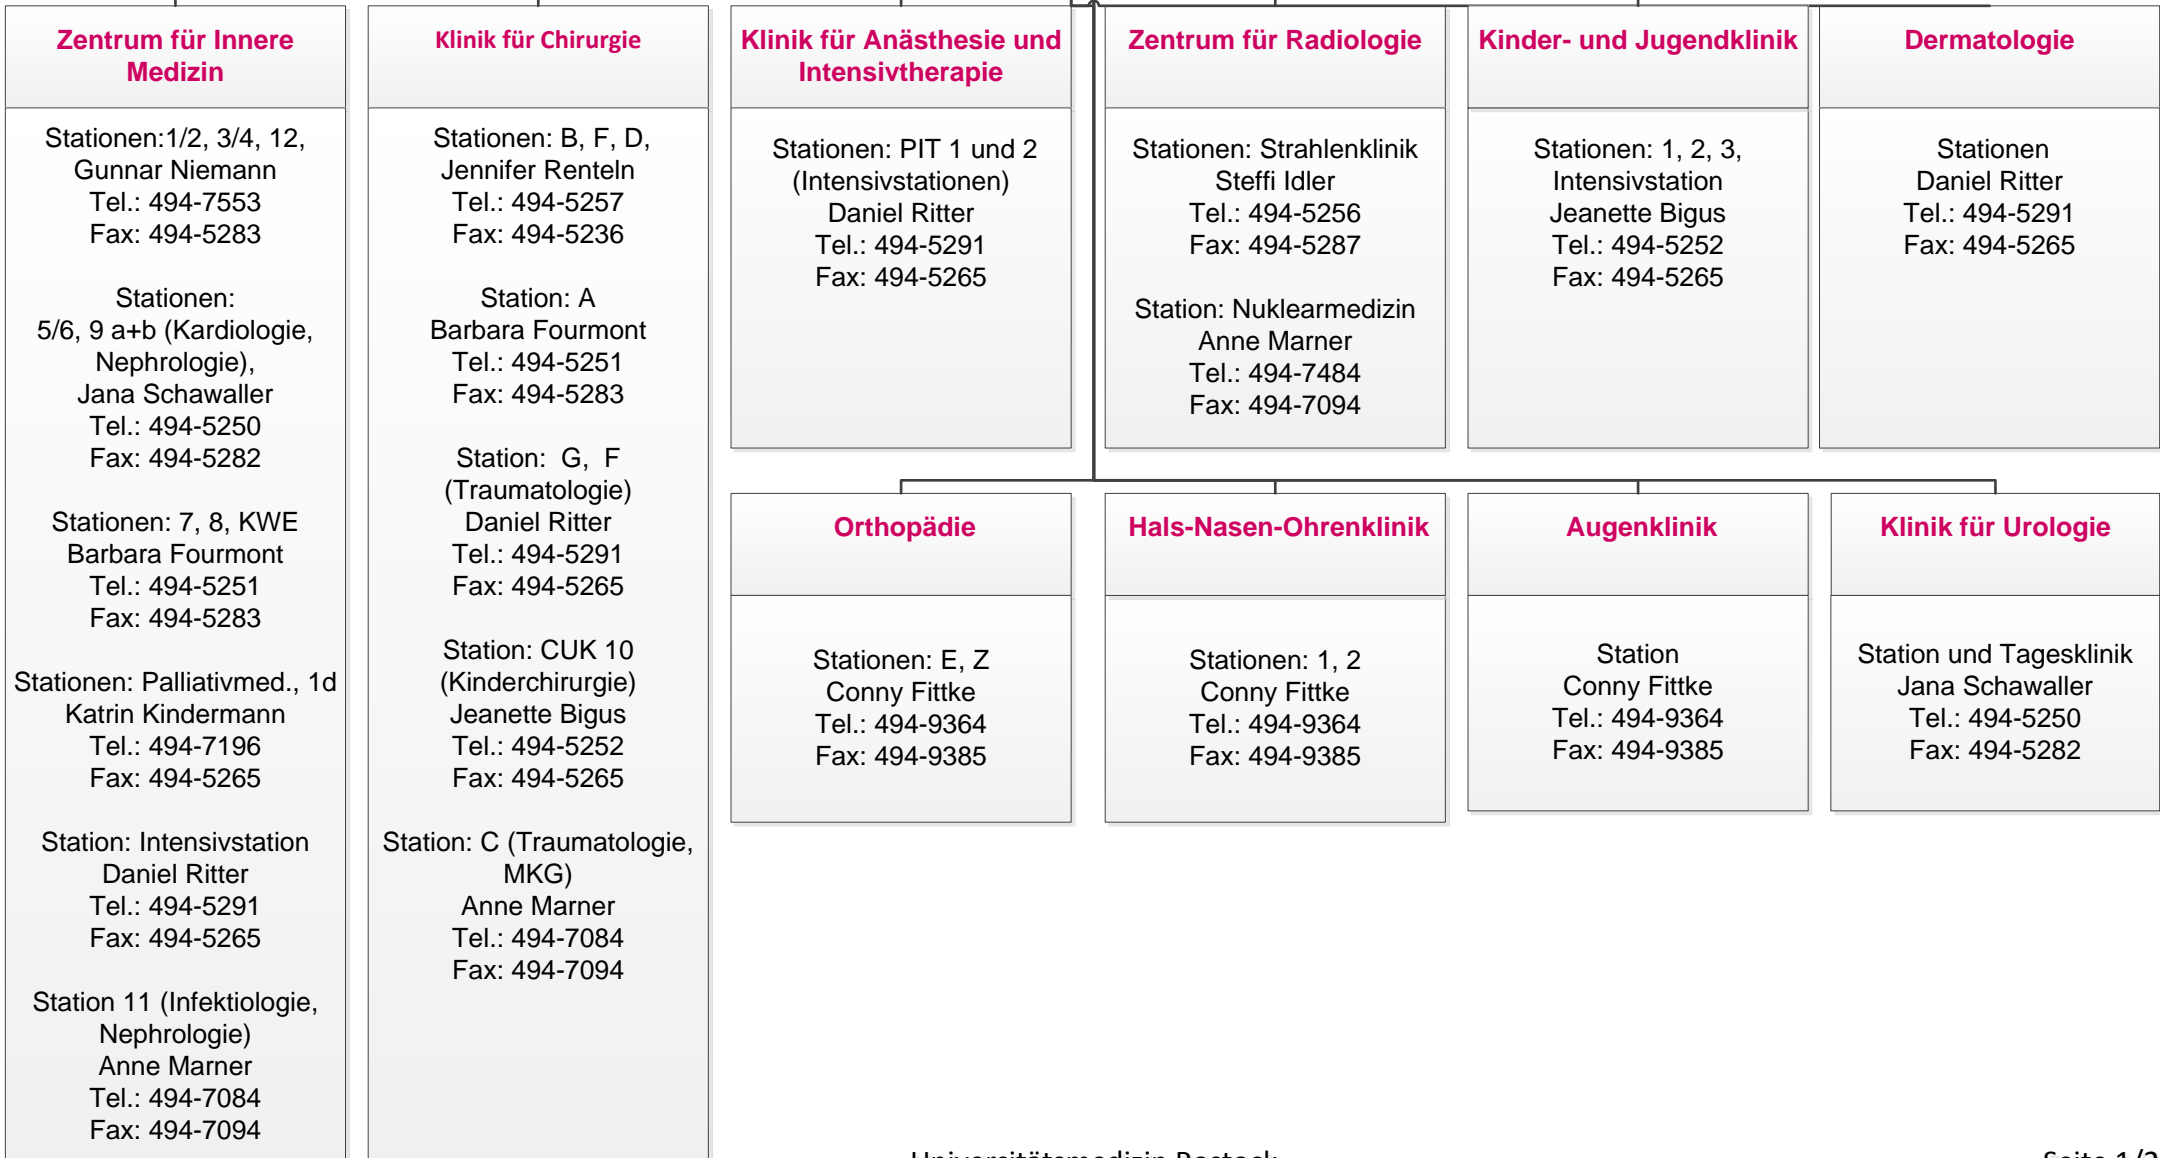 Zentrum für Innere
Medizin
Stationen:1/2, 3/4, 12,
Gunnar Niemann
Tel.: 494-7553
Fax: 494-5283
Stationen:
5/6, 9 a+b (Kardiologie,
Nephrologie),
Jana Schawaller
Tel.: 494-5250
Fax: 494-5282
Stationen: 7, 8, KWE
Barbara Fourmont
Tel.: 494-5251
Fax: 494-5283
Stationen: Palliativmed., 1d
Katrin Kindermann
Tel.: 494-7196
Fax: 494-5265
Station: Intensivstation
Daniel Ritter
Tel.: 494-5291
Fax: 494-5265
Station 11 (Infektiologie,
Nephrologie)
Anne Marner
Tel.: 494-7084
Fax: 494-7094
Klinik für Chirurgie
Stationen: B, F, D,
Jennifer Renteln
Tel.: 494-5257
Fax: 494-5236
Station: A
Barbara Fourmont
Tel.: 494-5251
Fax: 494-5283
Station: G, F
(Traumatologie)
Daniel Ritter
Tel.: 494-5291
Fax: 494-5265
Station: CUK 10
(Kinderchirurgie)
Jeanette Bigus
Tel.: 494-5252
Fax: 494-5265
Station: C (Traumatologie,
MKG)
Anne Marner
Tel.: 494-7084
Fax: 494-7094
Klinik für Anästhesie und
Intensivtherapie
Stationen: PIT 1 und 2
(Intensivstationen)
Daniel Ritter
Tel.: 494-5291
Fax: 494-5265
Zentrum für Radiologie
Stationen: Strahlenklinik
Steffi Idler
Tel.: 494-5256
Fax: 494-5287
Station: Nuklearmedizin
Anne Marner
Tel.: 494-7484
Fax: 494-7094
Kinder- und Jugendklinik
Stationen: 1, 2, 3,
Intensivstation
Jeanette Bigus
Tel.: 494-5252
Fax: 494-5265
Dermatologie
Stationen
Daniel Ritter
Tel.: 494-5291
Fax: 494-5265
Orthopädie
Stationen: E, Z
Conny Fittke
Tel.: 494-9364
Fax: 494-9385
Hals-Nasen-Ohrenklinik
Stationen: 1, 2
Conny Fittke
Tel.: 494-9364
Fax: 494-9385
Augenklinik
Station
Conny Fittke
Tel.: 494-9364
Fax: 494-9385
Klinik für Urologie
Station und Tagesklinik
Jana Schawaller
Tel.: 494-5250
Fax: 494-5282
Universitätsmedizin Rostock
Seite 1/2